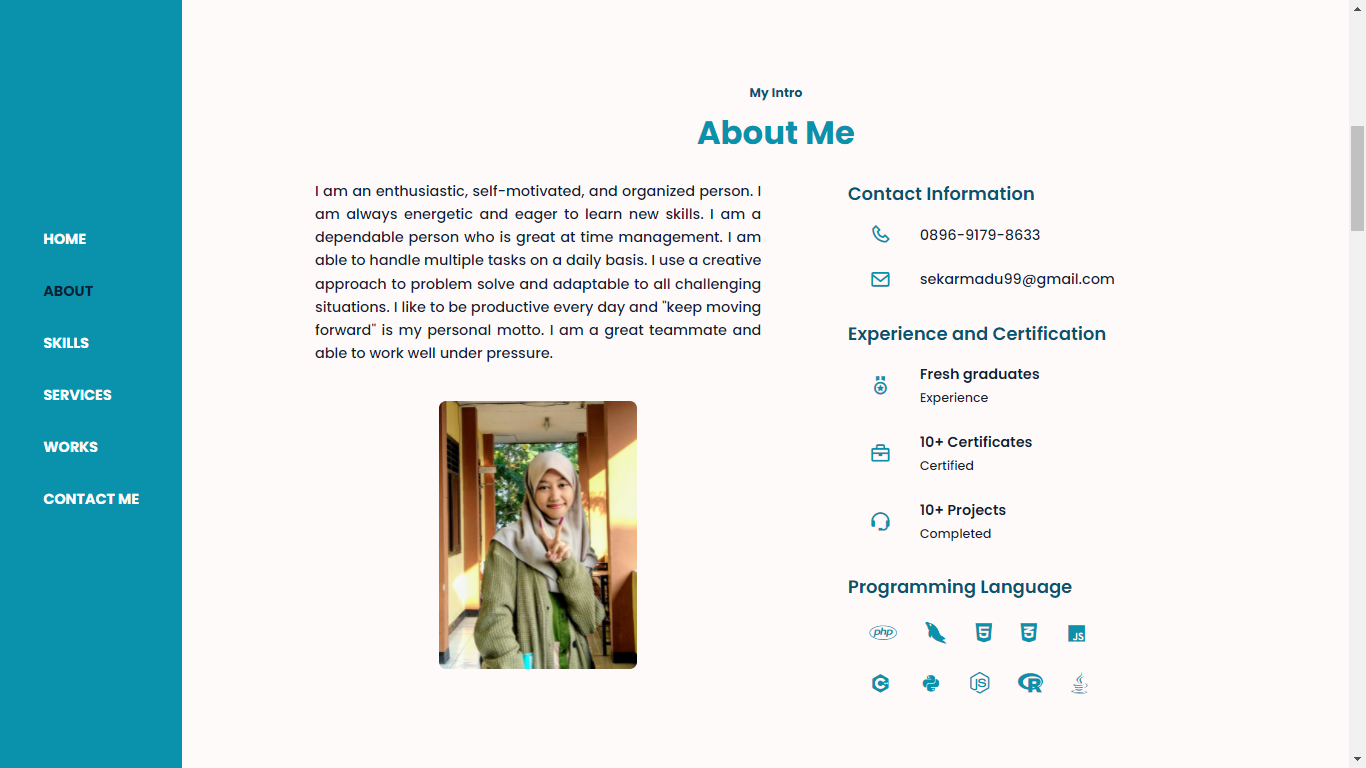 HOME
ABOUT
SKILLS
SERVICES
WORKS
CONTACT ME
My Intro
About Me
I am an enthusiastic, self-motivated, and organized person. I
am always energetic and eager to learn new skills. I am a
dependable person who is great at time management. I am
able to handle multiple tasks on a daily basis. I use a creative
approach to problem solve and adaptable to all challenging
situations. I like to be productive every day and "keep moving
forward" is my personal motto. I am a great teammate and
able to work well under pressure.
Contact Information
0896-9179-8633
sekarmadu99@gmail.com
Experience and Certification
Fresh graduates
Experience
10+ Certificates
Certified
10+ Projects
Completed
Programming Language
php
5
3
JS
C
JS
R